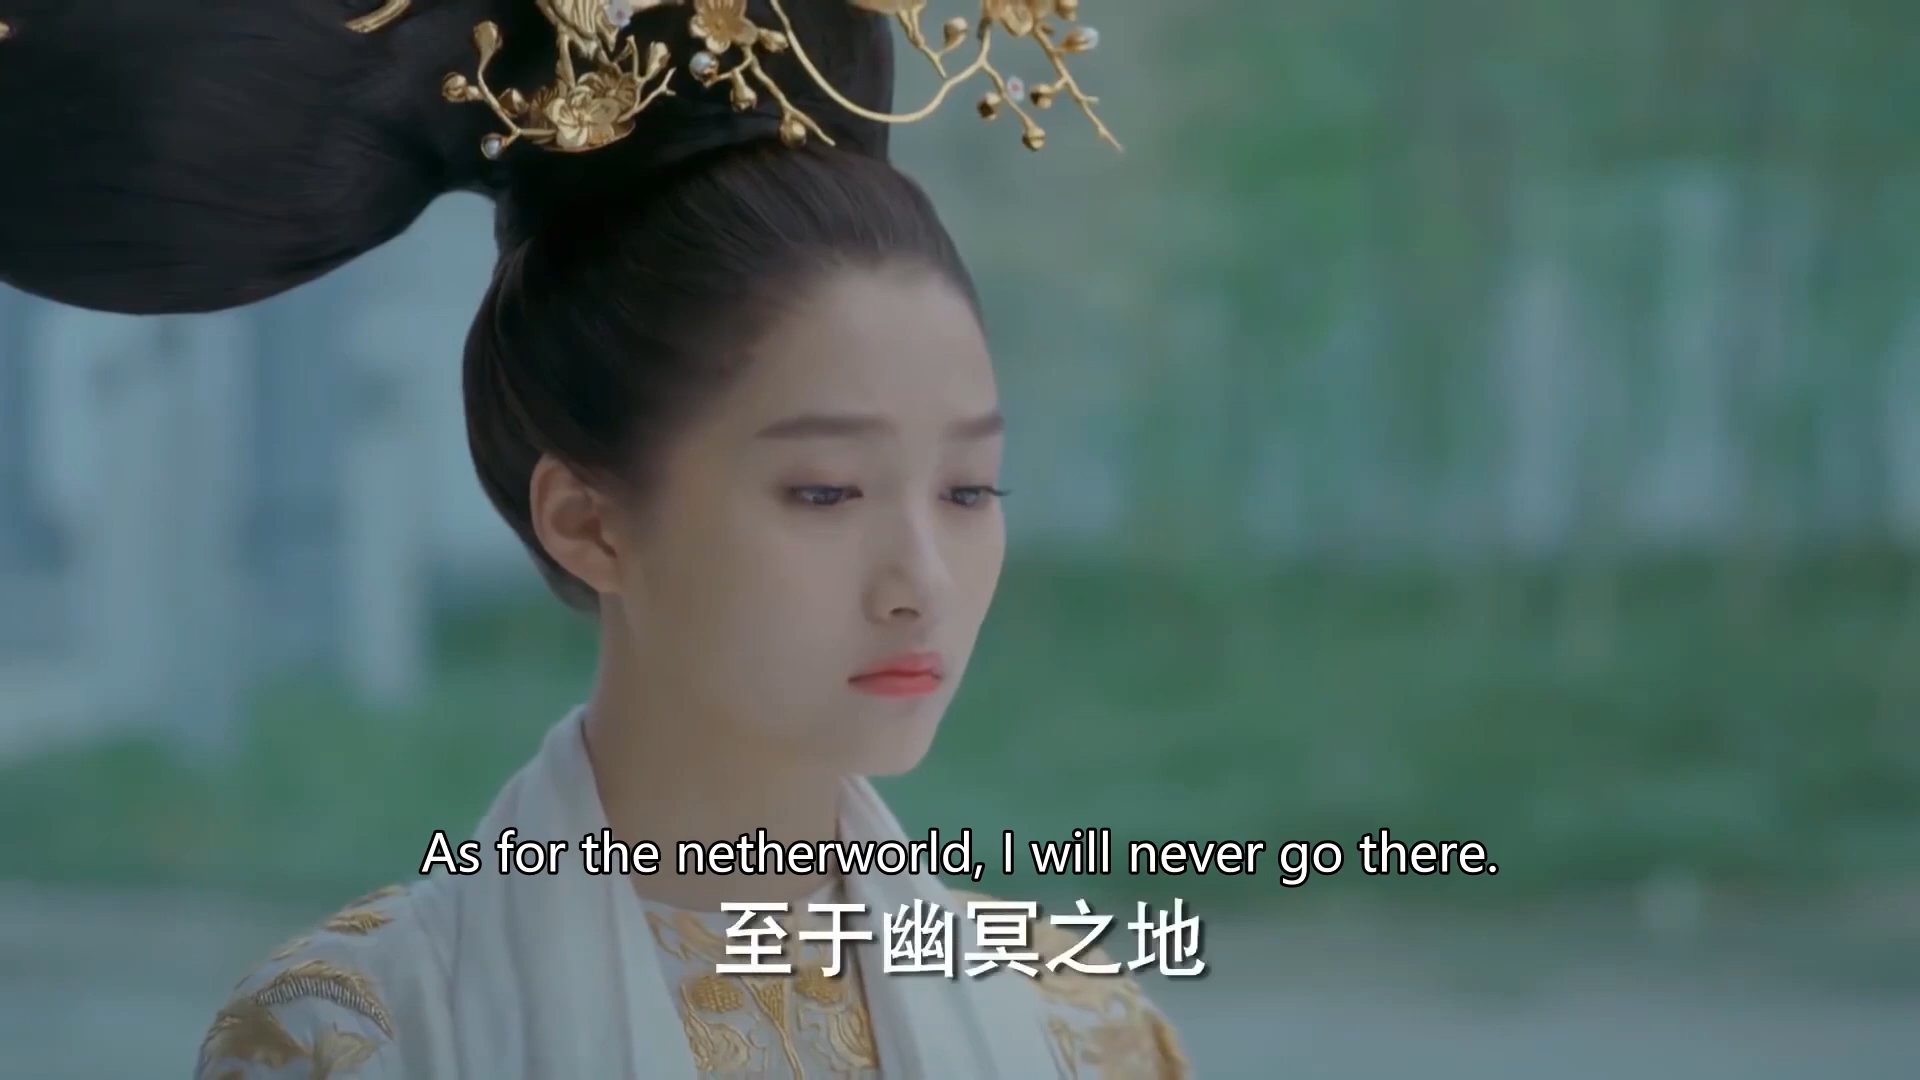 As for the netherworld, I will never go there.
至于幽冥之地